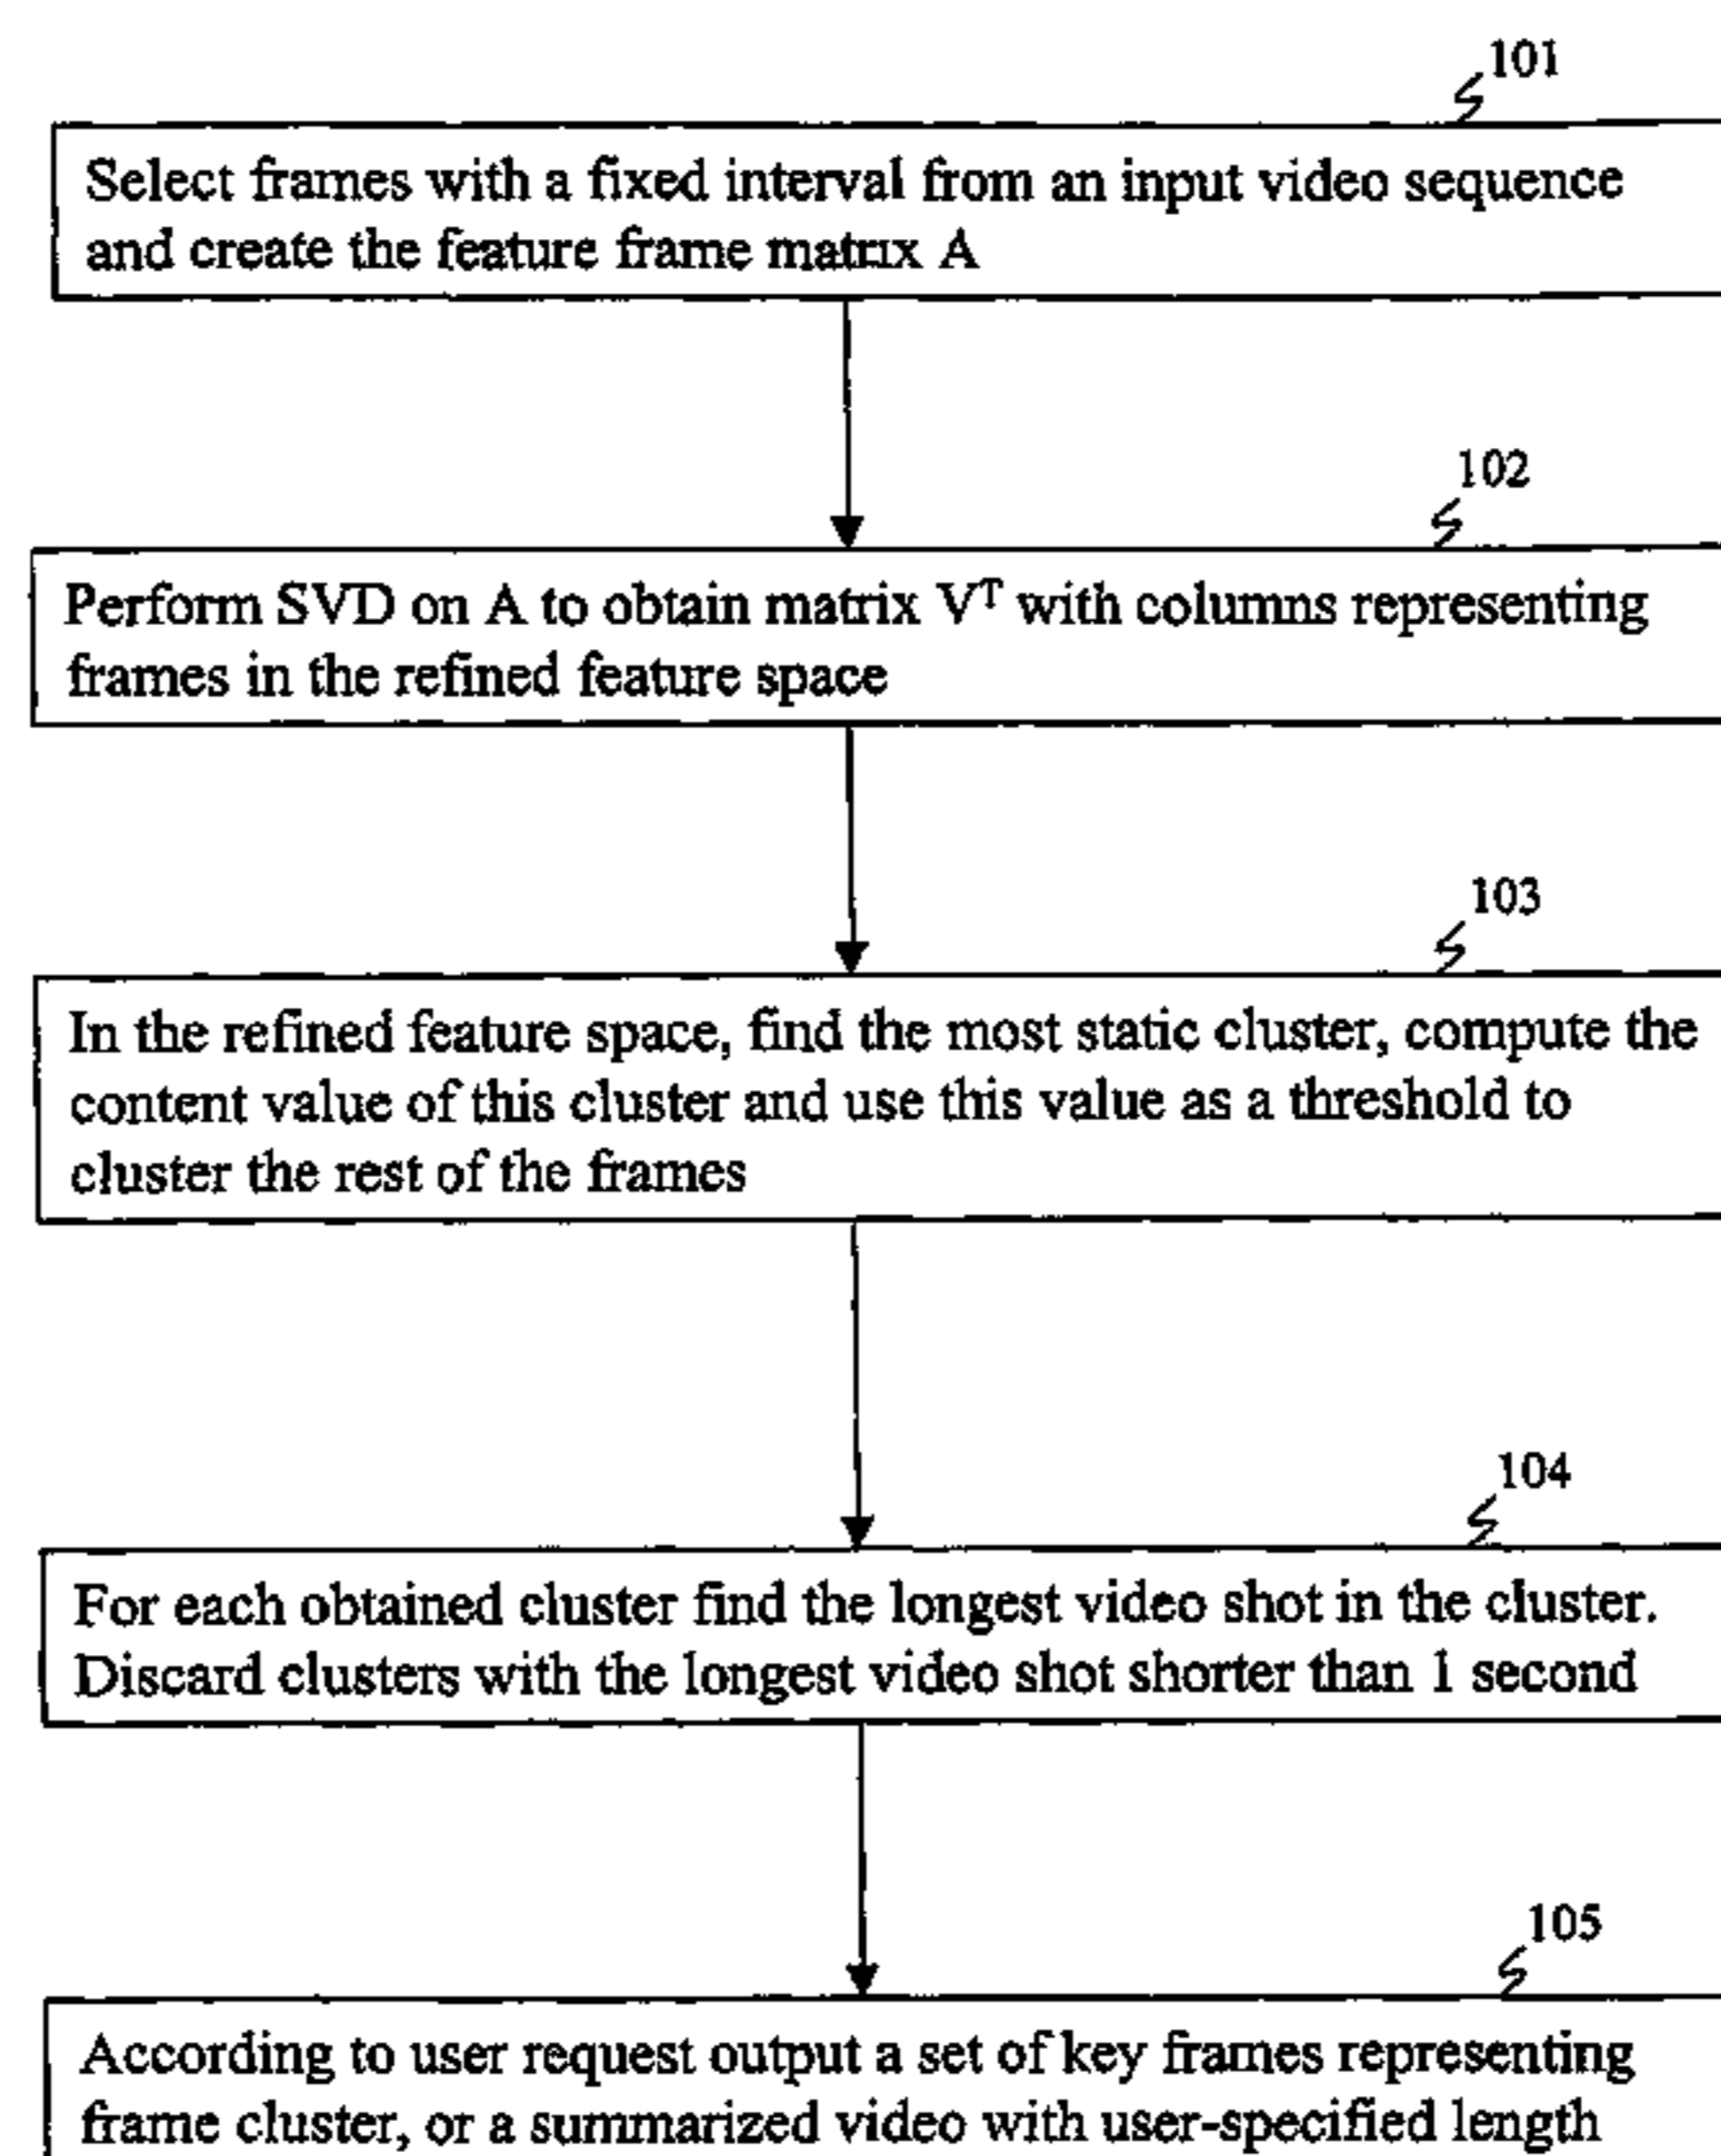 101
Select frames with a fixed interval from an input video sequence
and create the feature frame matrix A
102
Perform SVD on A to obtain matrix Vᵀ with columns representing
frames in the refined feature space
103
In the refined feature space, find the most static cluster, compute the
content value of this cluster and use this value as a threshold to
cluster the rest of the frames
104
For each obtained cluster find the longest video shot in the cluster.
Discard clusters with the longest video shot shorter than 1 second
105
According to user request output a set of key frames representing
frame cluster, or a summarized video with user-specified length